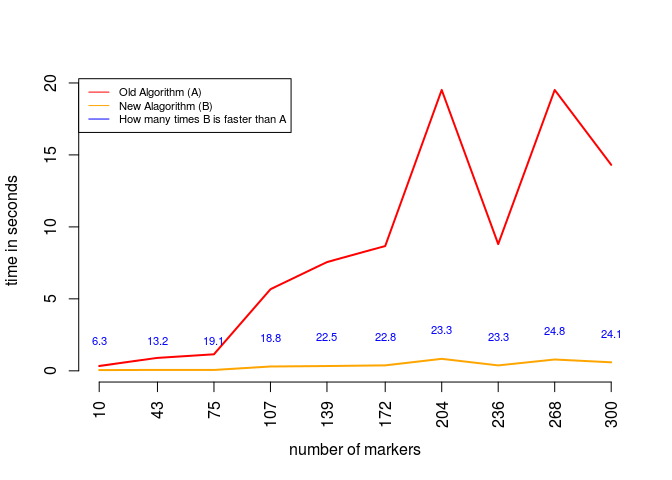 Old Algorithm (A)
New Alagorithm (B)
How many times B is faster than A
20
15
10
5
0
time in seconds
6.3 13.2 19.1 18.8 22.5 22.8 23.3 23.3 24.8 24.1
10 43 75 107 139 172 204 236 268 300
number of markers